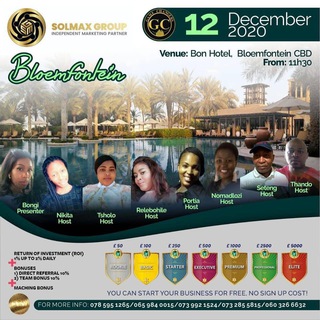 SOLMAX GROUP
INDEPENDENT MARKETING PARTNER
GC
12 December
2020
Venue: Bon Hotel, Bloemfontein CBD
From: 11h30
Bloemfontein
Bongi
Presenter
Nikita
Host
Tsholo
Host
Relebohile
Host
Portia
Host
Nomadlozi
Host
Seteng
Host
Thando
Host
£ 50
£ 100
£ 250
£ 500
£ 1000
£ 2500
£ 5000
BASIC
STARTER
EXECUTIVE
PREMIUM
ELITE
RETURN OF INVESTMENT (ROI)
1% UP TO 2% DAILY
+
BONUSES
1) DIRECT REFERRAL 10%
2) TEAM BONUS 10%
+
MACHING BONUS
YOU CAN START YOUR BUSINESS FOR FREE. NO SIGN UP COST!
FOR MORE INFO: 078 595 1265/065 984 0015/073 992 1524/073 285 5815/060 326 6632